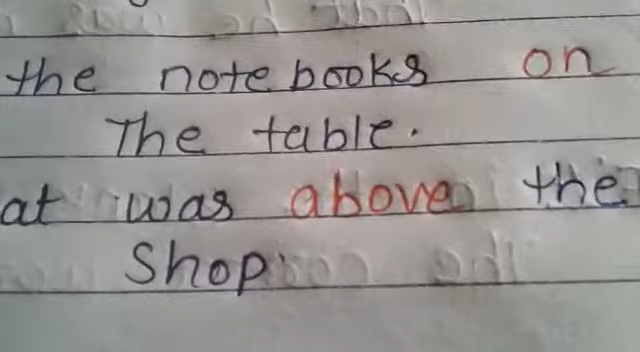 the notebooks on
The table.
at was above the
Shop.